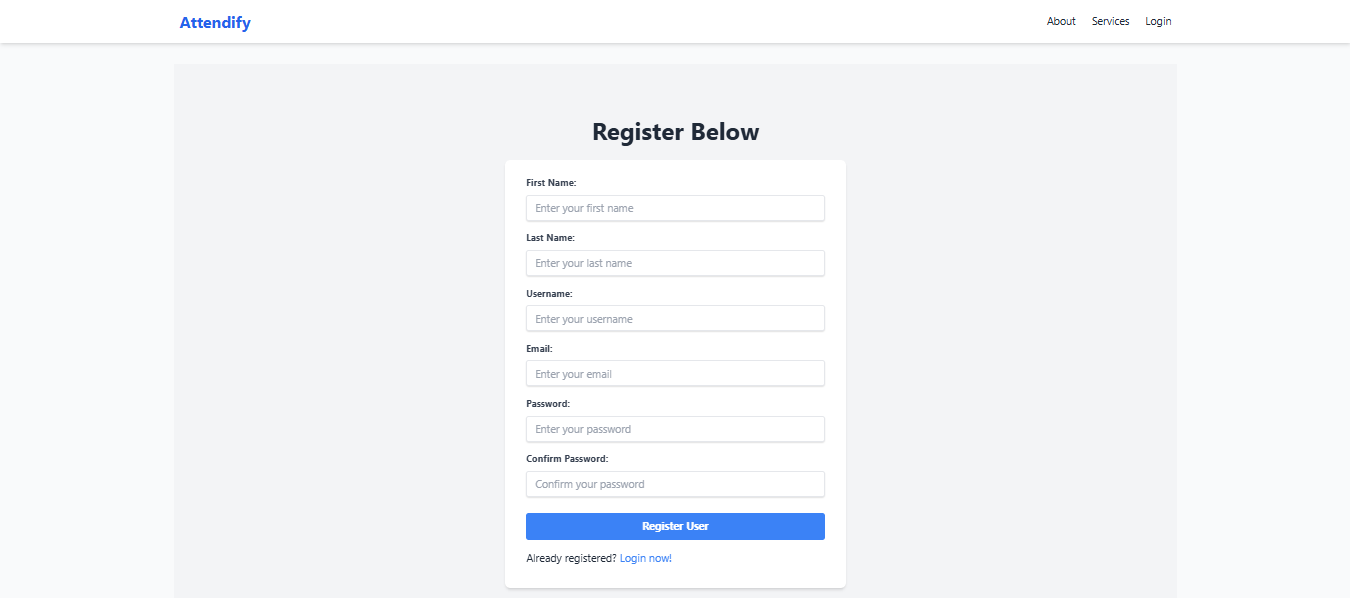 Attendify
About Services Login
Register Below
First Name:
Enter your first name
Last Name:
Enter your last name
Username:
Enter your username
Email:
Enter your email
Password:
Enter your password
Confirm Password:
Confirm your password
Register User
Already registered? Login now!